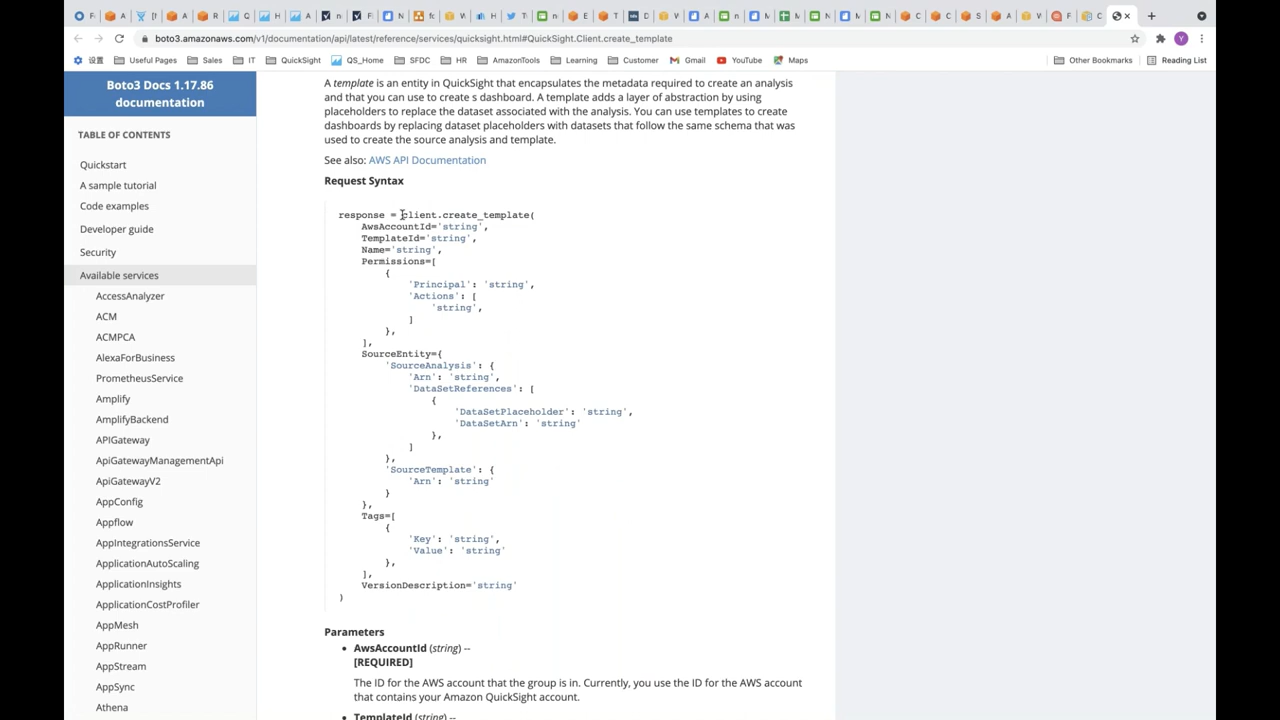 boto3.amazonaws.com/v1/documentation/api/latest/reference/services/quicksight.html#QuickSight.Client.create_template
设置 Useful Pages Sales IT QuickSight QS_Home SFDC HR AmazonTools Learning Customer Gmail YouTube Maps Other Bookmarks Reading List
Boto3 Docs 1.17.86
documentation
TABLE OF CONTENTS
Quickstart
A sample tutorial
Code examples
Developer guide
Security
Available services
AccessAnalyzer
ACM
ACMPCA
AlexaForBusiness
PrometheusService
Amplify
AmplifyBackend
APIGateway
ApiGatewayManagementApi
ApiGatewayV2
AppConfig
Appflow
AppIntegrationsService
ApplicationAutoScaling
ApplicationInsights
ApplicationCostProfiler
AppMesh
AppRunner
AppStream
AppSync
Athena
A template is an entity in QuickSight that encapsulates the metadata required to create an analysis
and that you can use to create s dashboard. A template adds a layer of abstraction by using
placeholders to replace the dataset associated with the analysis. You can use templates to create
dashboards by replacing dataset placeholders with datasets that follow the same schema that was
used to create the source analysis and template.
See also: AWS API Documentation
Request Syntax
response = client.create_template(
AwsAccountId='string',
TemplateId='string',
Name='string',
Permissions=[
{
'Principal': 'string',
'Actions': [
'string',
]
},
],
SourceEntity={
'SourceAnalysis': {
'Arn': 'string',
'DataSetReferences': [
{
'DataSetPlaceholder': 'string',
'DataSetArn': 'string'
},
]
},
'SourceTemplate': {
'Arn': 'string'
}
},
Tags=[
{
'Key': 'string',
'Value': 'string'
},
],
VersionDescription='string'
)
Parameters
• AwsAccountId (string) --
[REQUIRED]
The ID for the AWS account that the group is in. Currently, you use the ID for the AWS account
that contains your Amazon QuickSight account.
• TemplateId (string) --